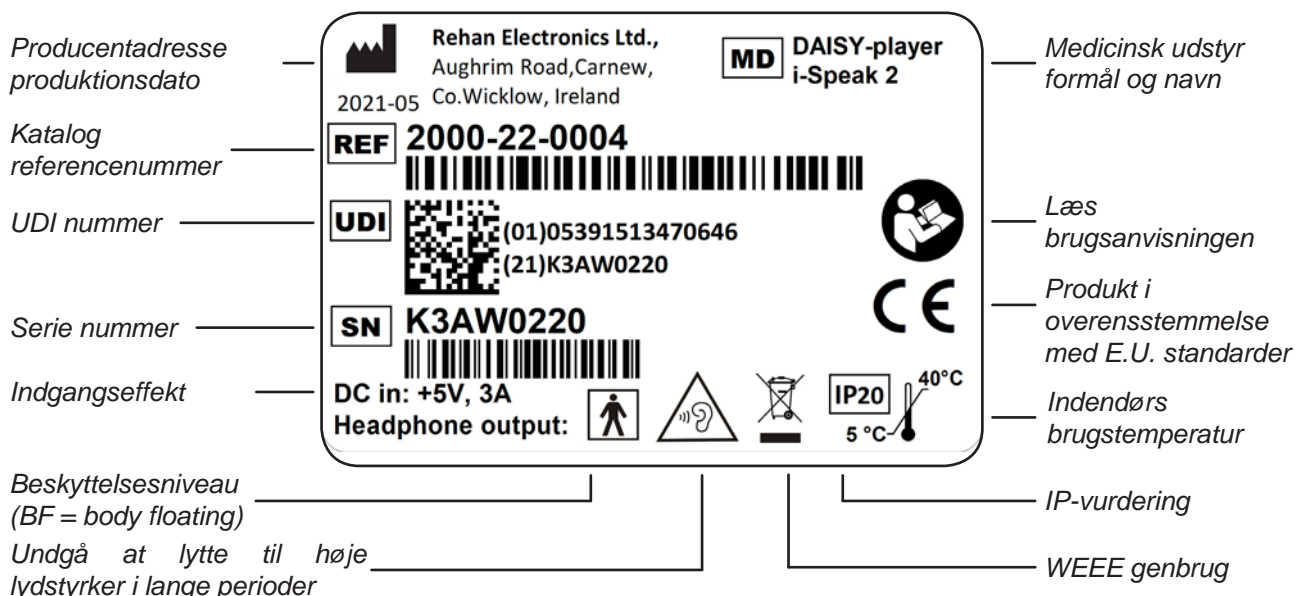 Producentadresse
produktionsdato
Katalog
referencenummer
UDI nummer
Serie nummer
Indgangseffekt
Beskyttelsesniveau
(BF = body floating)
Undgå at lytte til høje
lydstyrker i lange perioder
Rehan Electronics Ltd.,
Aughrim Road,Carnew,
Co.Wicklow, Ireland
2021-05
MD
DAISY-player
i-Speak 2
REF
2000-22-0004
UDI
(01)05391513470646
(21)K3AW0220
SN
K3AW0220
DC in: +5V, 3A
Headphone output:
CE
IP20
40°C
5 °C
Medicinsk udstyr
formål og navn
Læs
brugsanvisningen
Produkt i
overensstemmelse
med E.U. standarder
Indendørs
brugstemperatur
IP-vurdering
WEEE genbrug